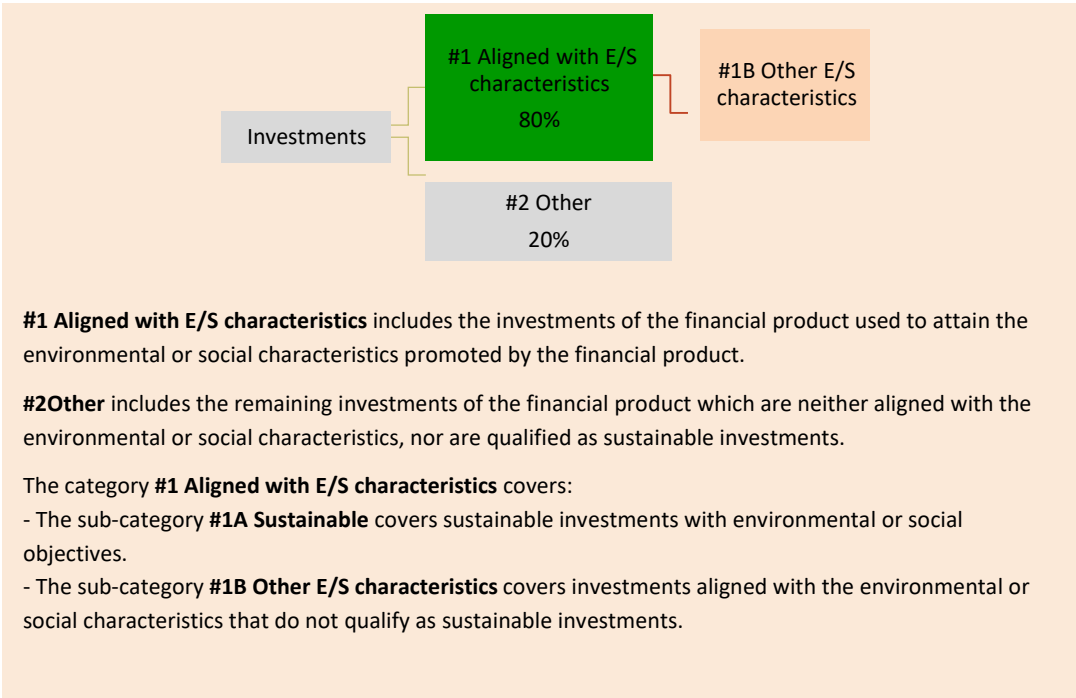 #1 Aligned with E/S
characteristics
80%
#1B Other E/S
characteristics
Investments
#2 Other
20%
#1 Aligned with E/S characteristics includes the investments of the financial product used to attain the
environmental or social characteristics promoted by the financial product.
#2Other includes the remaining investments of the financial product which are neither aligned with the
environmental or social characteristics, nor are qualified as sustainable investments.
The category #1 Aligned with E/S characteristics covers:
- The sub-category #1A Sustainable covers sustainable investments with environmental or social
objectives.
- The sub-category #1B Other E/S characteristics covers investments aligned with the environmental or
social characteristics that do not qualify as sustainable investments.